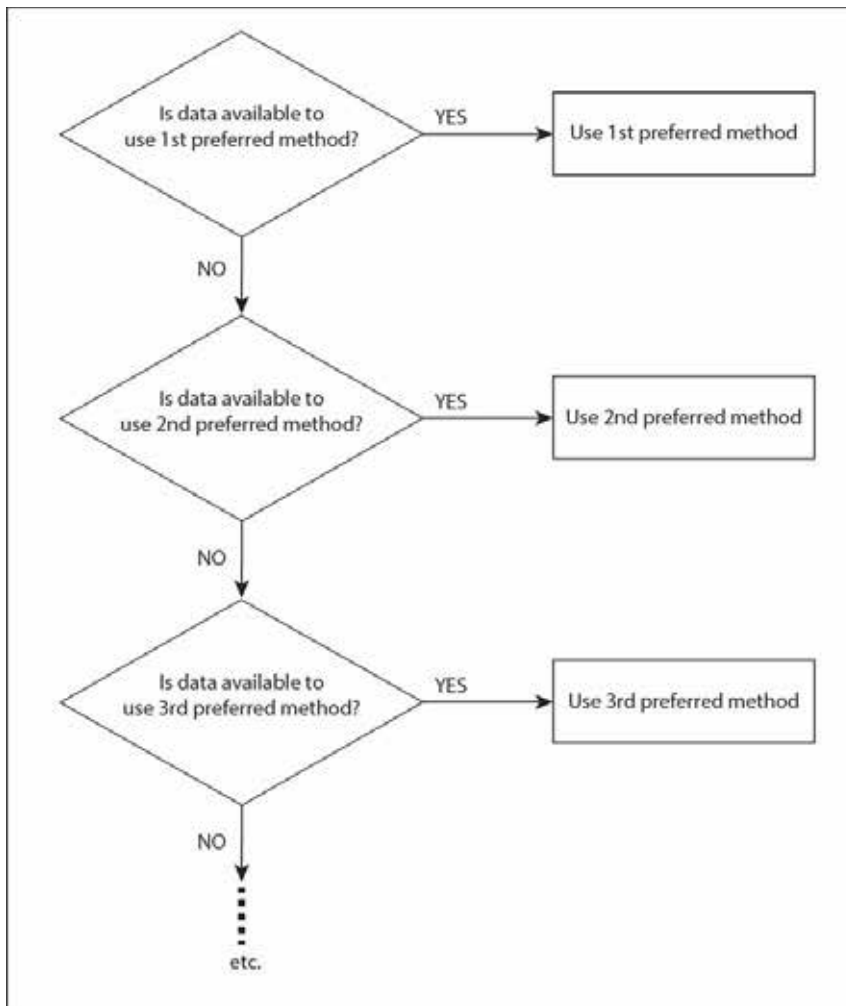 Is data available to
use 1st preferred method?
YES
Use 1st preferred method
NO
Is data available to
use 2nd preferred method?
YES
Use 2nd preferred method
NO
Is data available to
use 3rd preferred method?
YES
Use 3rd preferred method
NO
etc.